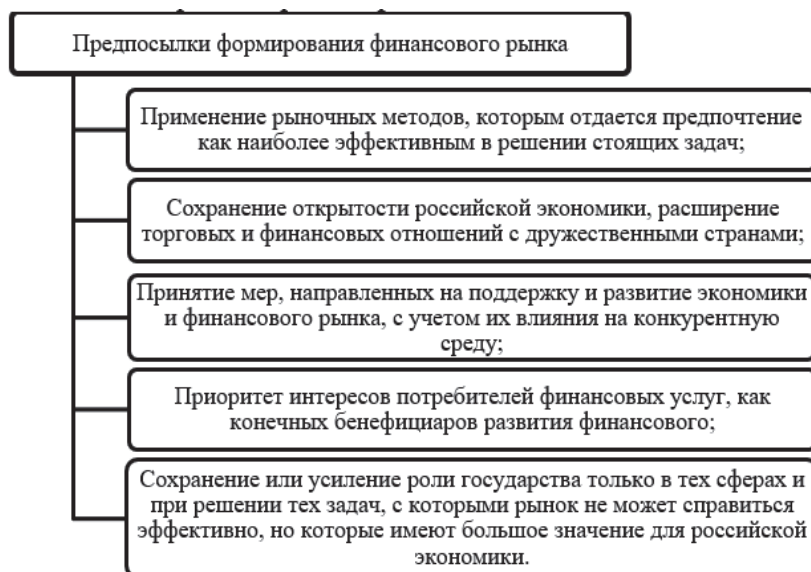 Предпосылки формирования финансового рынка
Применение рыночных методов, которым отдается предпочтение
как наиболее эффективным в решении стоящих задач;
Сохранение открытости российской экономики, расширение
торговых и финансовых отношений с дружественными странами;
Принятие мер, направленных на поддержку и развитие экономики
и финансового рынка, с учетом их влияния на конкурентную
среду;
Приоритет интересов потребителей финансовых услуг, как
конечных бенефициаров развития финансового;
Сохранение или усиление роли государства только в тех сферах и
при решении тех задач, с которыми рынок не может справиться
эффективно, но которые имеют большое значение для российской
экономики.